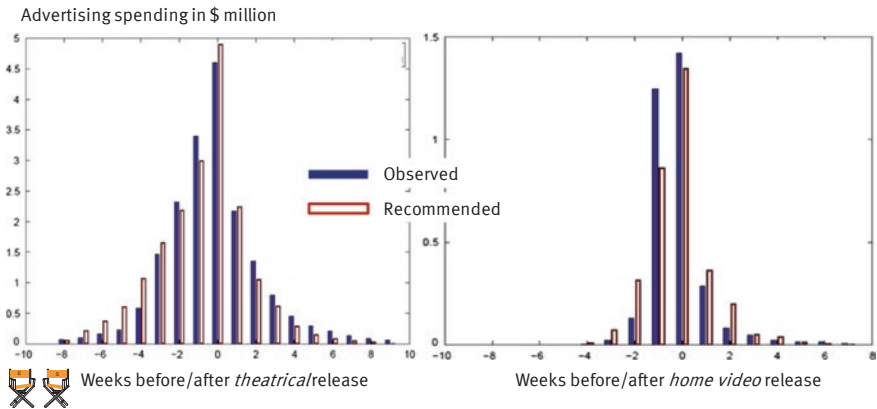 Advertising spending in $ million
5
4.5
4
3.5
3
2.5
2
1.5
1
0.5
0
-10 -8 -6 -4 -2 0 2 4 6 8 10
Weeks before/after theatrical release
1.5
1
0.5
0
-10 -8 -6 -4 -2 0 2 4 6 8
Weeks before/after home video release
Observed
Recommended